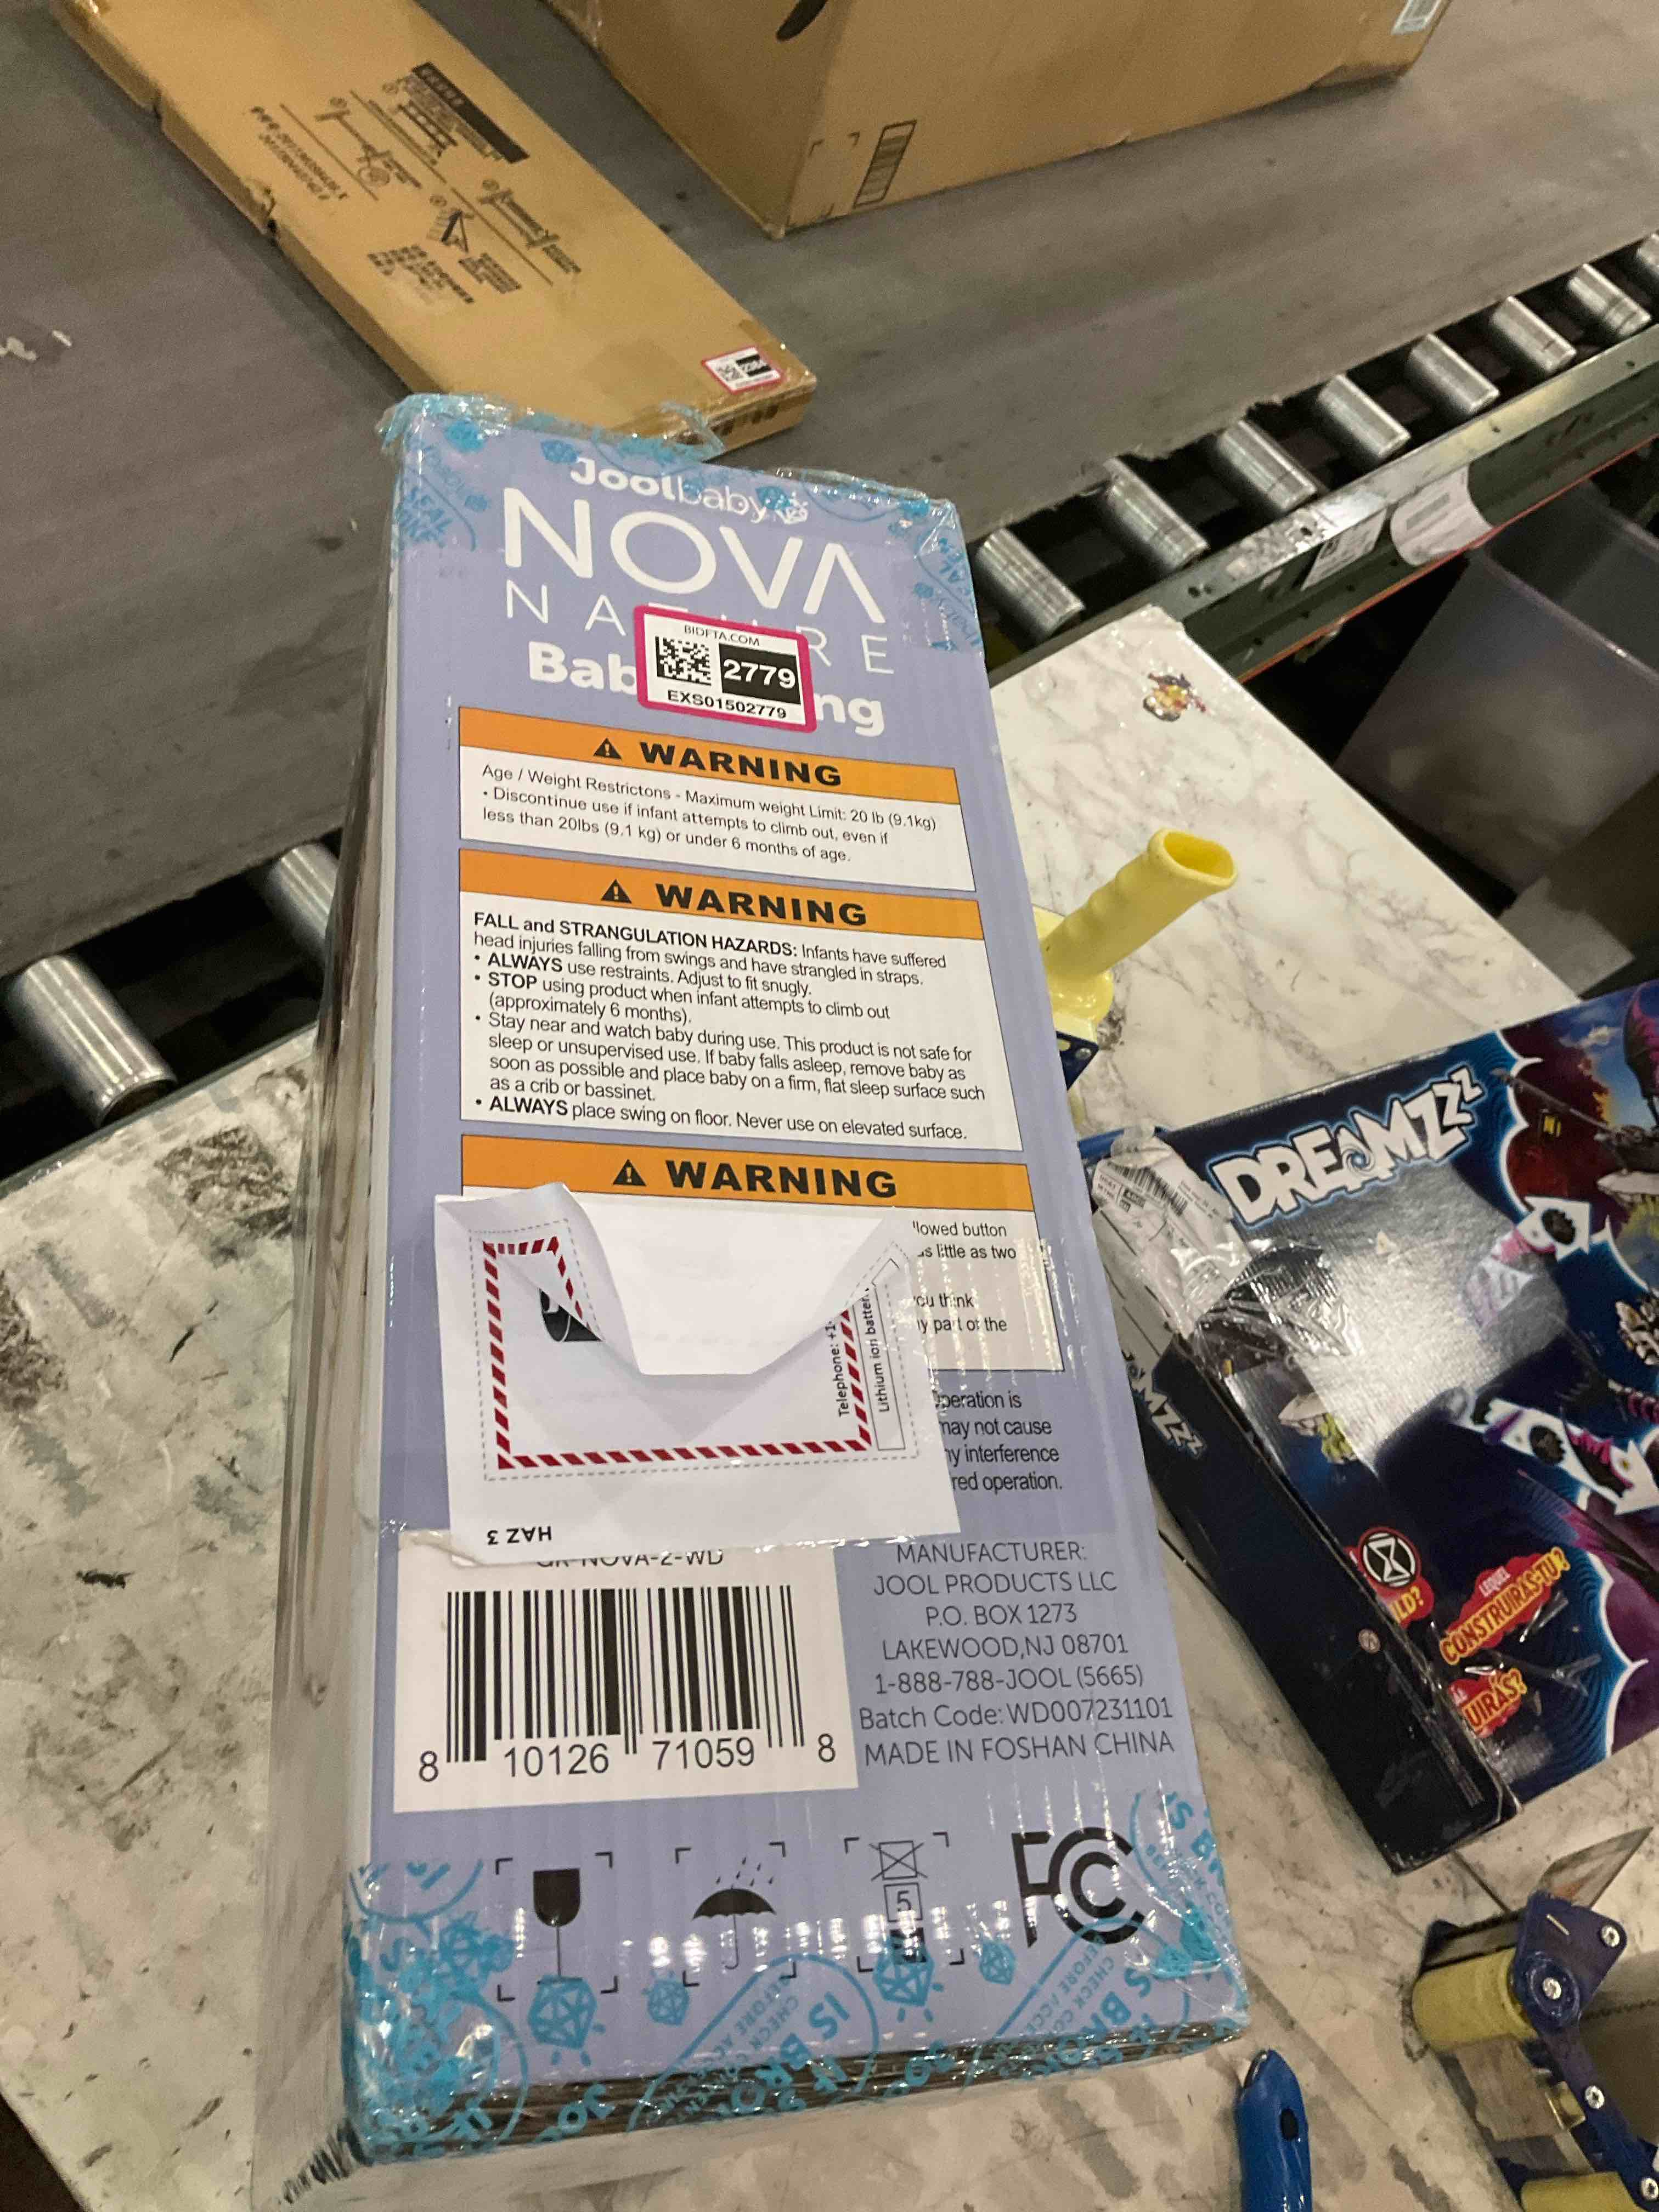 Joolbaby
NOVA
N A R E
Bab ng
BIDFTA.COM
2779
EXS01502779
WARNING
Age / Weight Restrictons - Maximum weight Limit: 20 lb (9.1kg)
• Discontinue use if infant attempts to climb out, even if
less than 20lbs (9.1 kg) or under 6 months of age.
WARNING
FALL and STRANGULATION HAZARDS: Infants have suffered
head injuries falling from swings and have strangled in straps.
• ALWAYS use restraints. Adjust to fit snugly.
• STOP using product when infant attempts to climb out
(approximately 6 months).
• Stay near and watch baby during use. This product is not safe for
sleep or unsupervised use. If baby falls asleep, remove baby as
soon as possible and place baby on a firm, flat sleep surface such
as a crib or bassinet.
• ALWAYS place swing on floor. Never use on elevated surface.
WARNING
llowed button
as little as two
you think
ny part of the
Telephone: +1
Lithium ion batter
operation is
may not cause
ny interference
red operation.
HAZ 3
NOVA-2-WD
8 10126 71059 8
MANUFACTURER:
JOOL PRODUCTS LLC
P.O. BOX 1273
LAKEWOOD,NJ 08701
1-888-788-JOOL (5665)
Batch Code: WD007231101
MADE IN FOSHAN CHINA
5
FC
DREAMZzz
LEQUEL
CONSTRUIRAS-TU?
UIRÁS?
ILD?